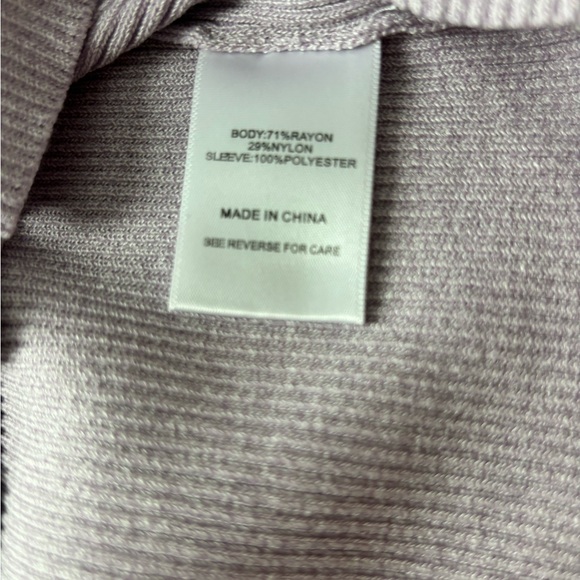 BODY:71%RAYON
29%NYLON
SLEEVE:100%POLYESTER
MADE IN CHINA
SEE REVERSE FOR CARE